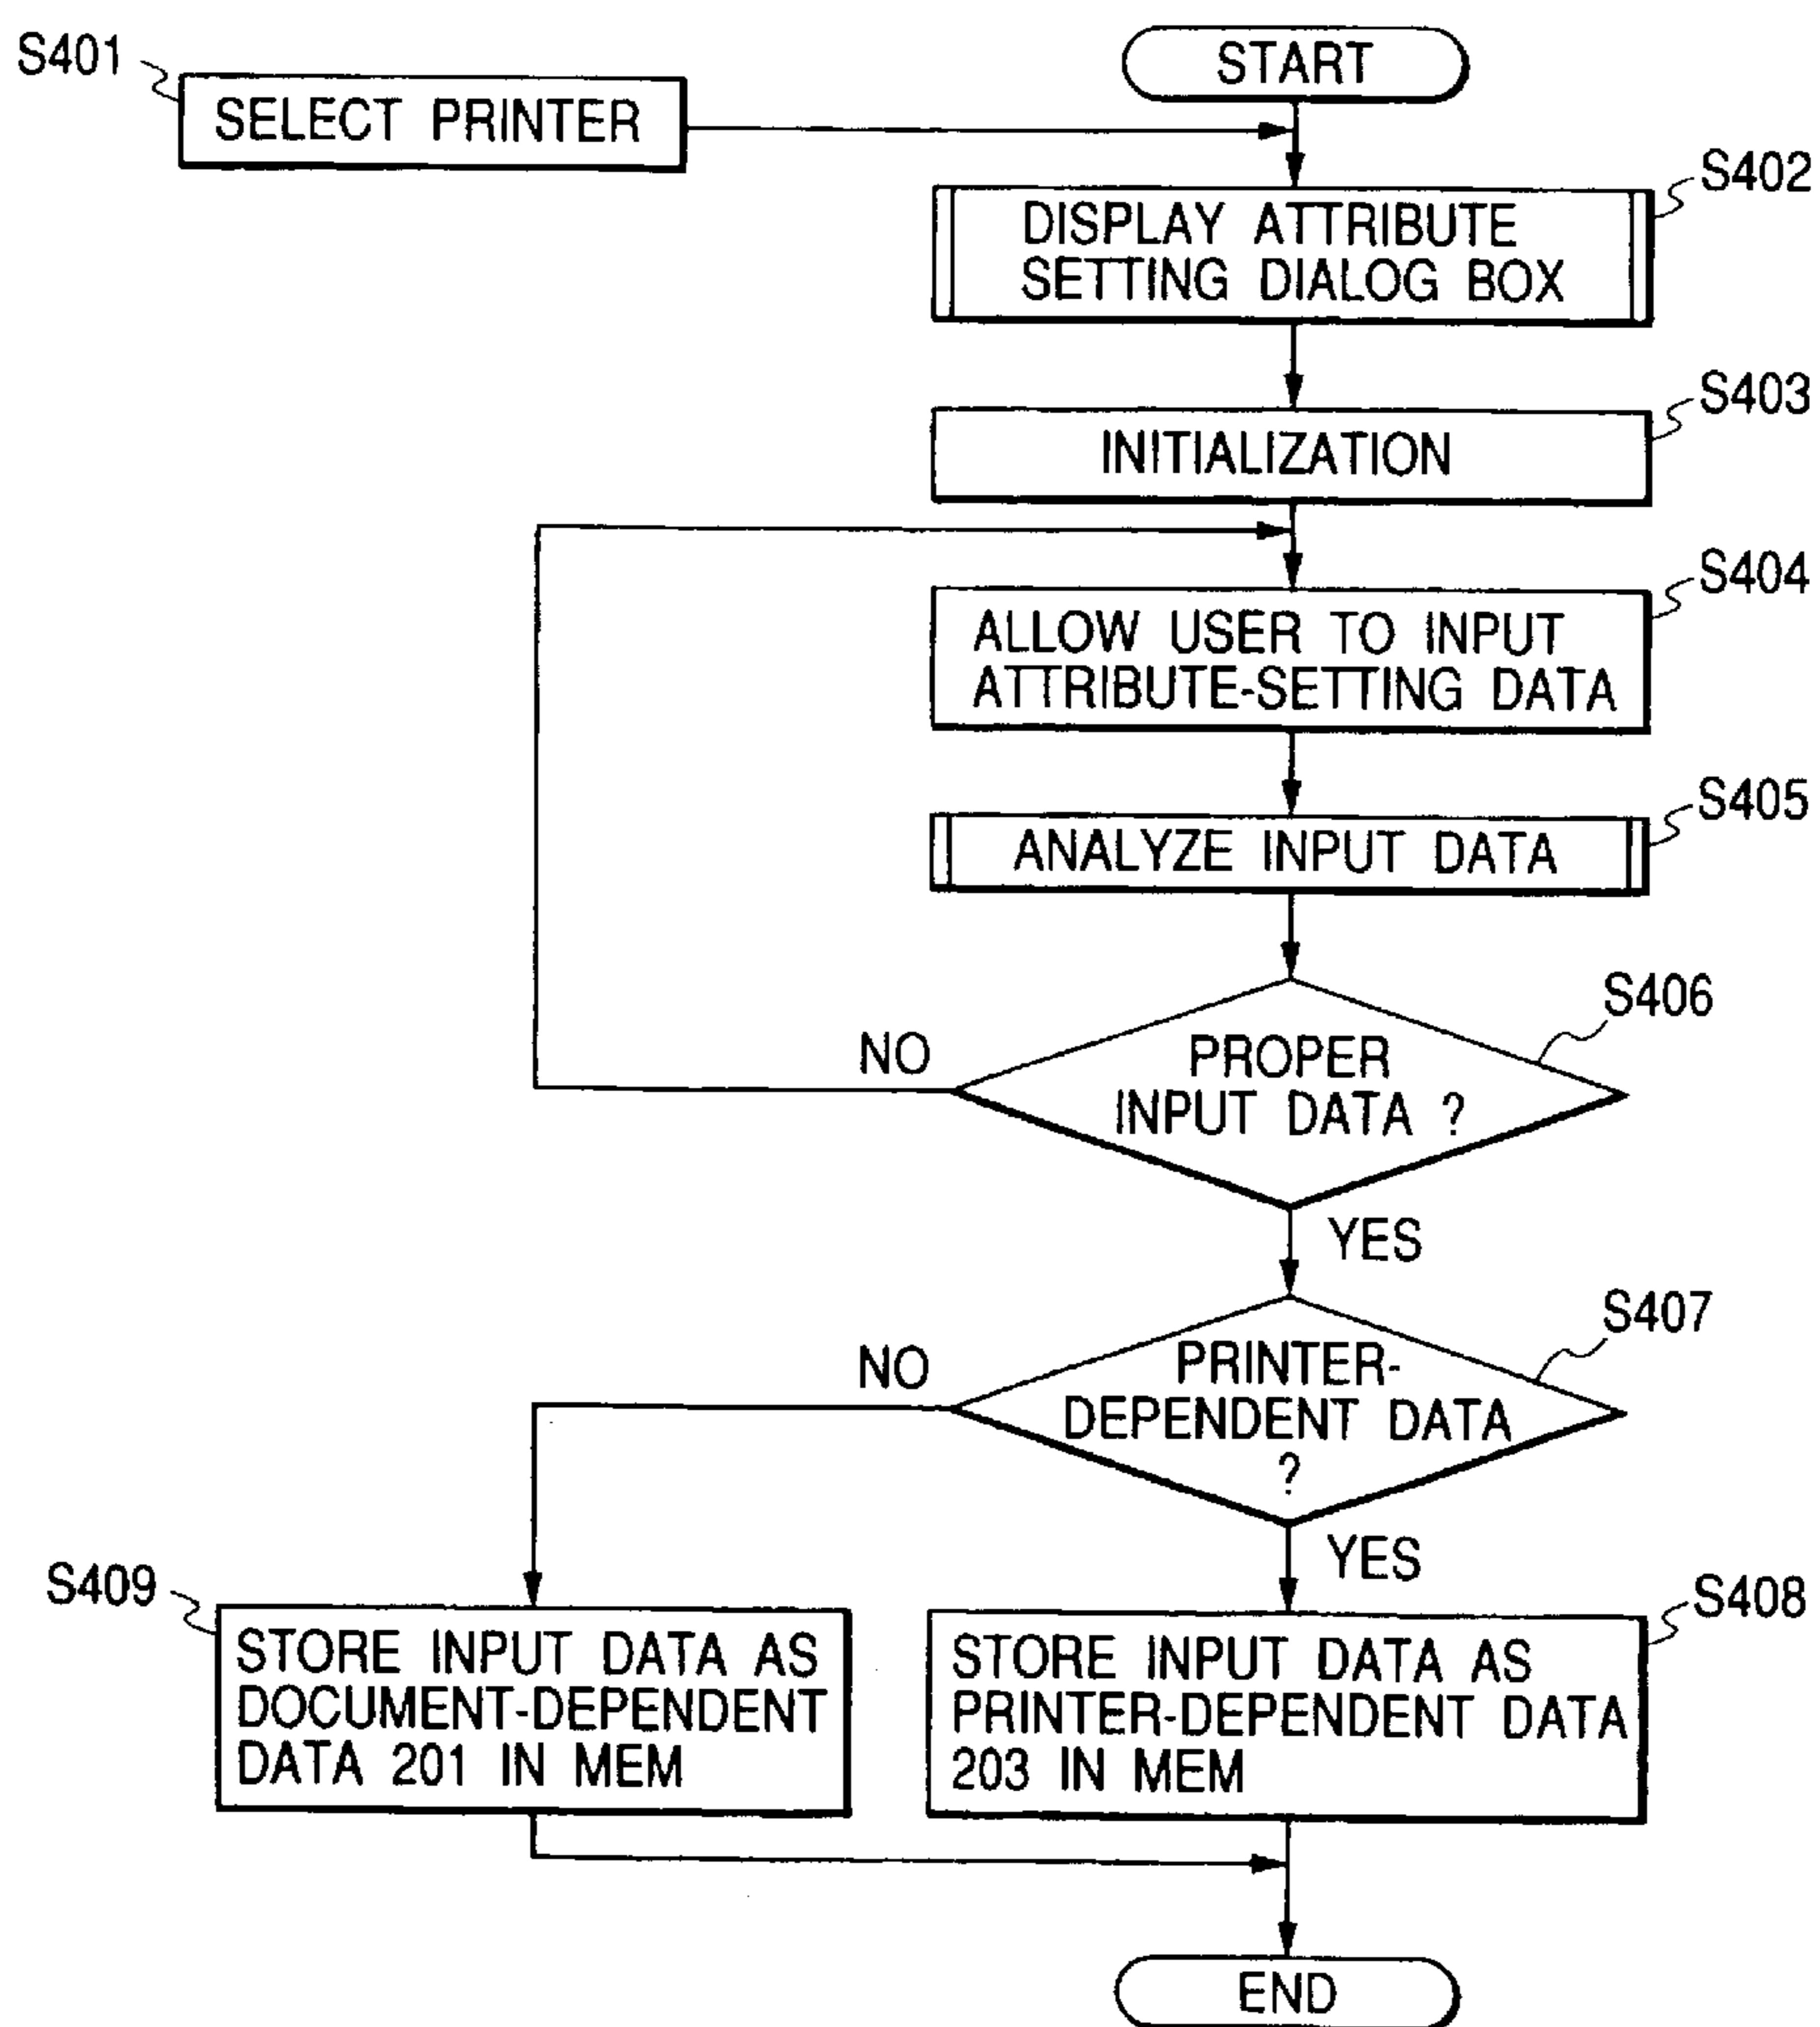 S401
SELECT PRINTER
START
S402
DISPLAY ATTRIBUTE
SETTING DIALOG BOX
S403
INITIALIZATION
S404
ALLOW USER TO INPUT
ATTRIBUTE-SETTING DATA
S405
ANALYZE INPUT DATA
S406
PROPER
INPUT DATA ?
NO
YES
S407
PRINTER-
DEPENDENT DATA
?
NO
YES
S409
STORE INPUT DATA AS
DOCUMENT-DEPENDENT
DATA 201 IN MEM
S408
STORE INPUT DATA AS
PRINTER-DEPENDENT DATA
203 IN MEM
END